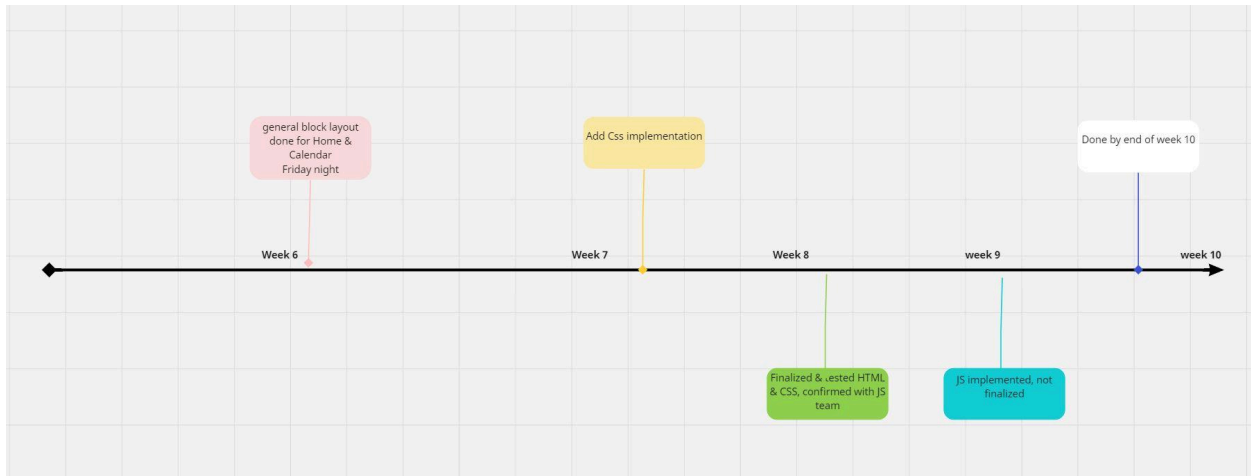 general block layout
done for Home &
Calendar
Friday night
Add Css implementation
Done by end of week 10
Week 6
Week 7
Week 8
week 9
week 10
Finalized & tested HTML
& CSS, confirmed with JS
team
JS implemented, not
finalized